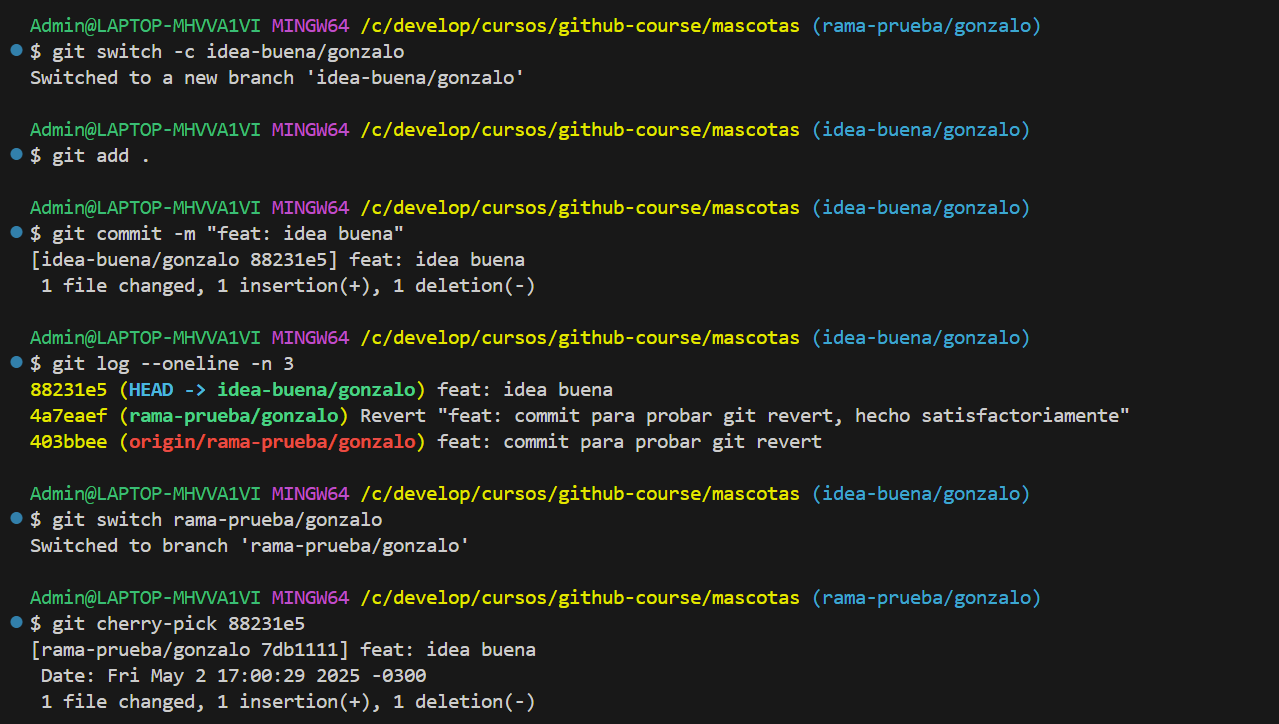 Admin@LAPTOP-MHVVA1VI MINGW64 /c/develop/cursos/github-course/mascotas (rama-prueba/gonzalo)
$ git switch -c idea-buena/gonzalo
Switched to a new branch 'idea-buena/gonzalo'
Admin@LAPTOP-MHVVA1VI MINGW64 /c/develop/cursos/github-course/mascotas (idea-buena/gonzalo)
$ git add .
Admin@LAPTOP-MHVVA1VI MINGW64 /c/develop/cursos/github-course/mascotas (idea-buena/gonzalo)
$ git commit -m "feat: idea buena"
[idea-buena/gonzalo 88231e5] feat: idea buena
 1 file changed, 1 insertion(+), 1 deletion(-)
Admin@LAPTOP-MHVVA1VI MINGW64 /c/develop/cursos/github-course/mascotas (idea-buena/gonzalo)
$ git log --oneline -n 3
88231e5 (HEAD -> idea-buena/gonzalo) feat: idea buena
4a7eaef (rama-prueba/gonzalo) Revert "feat: commit para probar git revert, hecho satisfactoriamente"
403bbee (origin/rama-prueba/gonzalo) feat: commit para probar git revert
Admin@LAPTOP-MHVVA1VI MINGW64 /c/develop/cursos/github-course/mascotas (idea-buena/gonzalo)
$ git switch rama-prueba/gonzalo
Switched to branch 'rama-prueba/gonzalo'
Admin@LAPTOP-MHVVA1VI MINGW64 /c/develop/cursos/github-course/mascotas (rama-prueba/gonzalo)
$ git cherry-pick 88231e5
[rama-prueba/gonzalo 7db1111] feat: idea buena
 Date: Fri May 2 17:00:29 2025 -0300
 1 file changed, 1 insertion(+), 1 deletion(-)